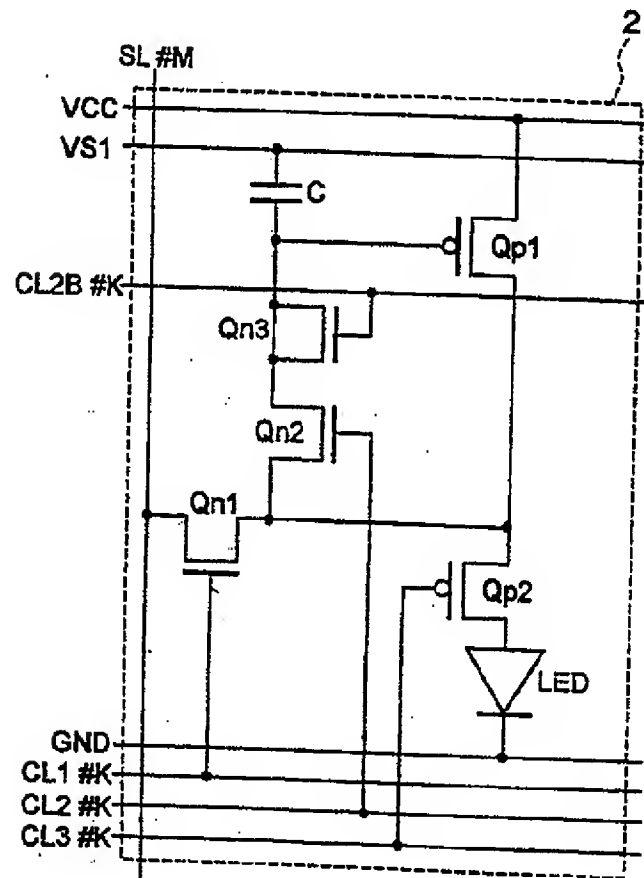 2
SL #M
VCC
VS1
C
Qp1
CL2B #K
Qn3
Qn2
Qn1
Qp2
LED
GND
CL1 #K
CL2 #K
CL3 #K